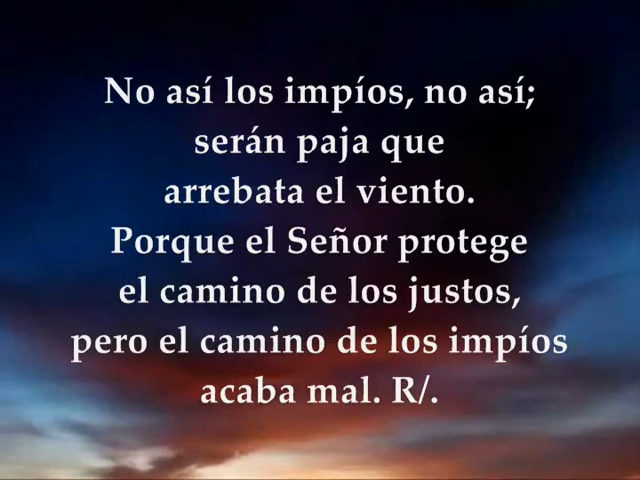 No así los impíos, no así;
serán paja que
arrebata el viento.
Porque el Señor protege
el camino de los justos,
pero el camino de los impíos
acaba mal. R/.